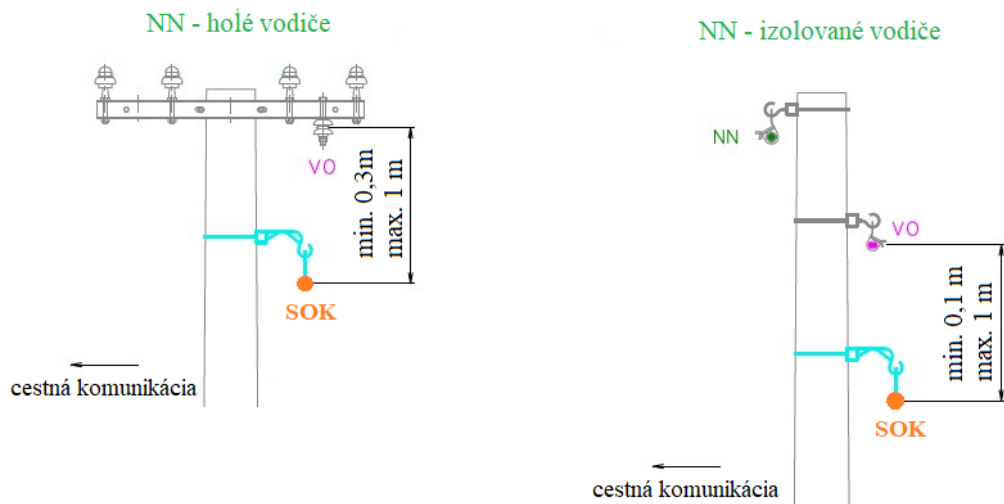 NN - holé vodiče
VO
min. 0,3m
max. 1 m
SOK
cestná komunikácia
NN - izolované vodiče
NN
VO
min. 0,1 m
max. 1 m
SOK
cestná komunikácia